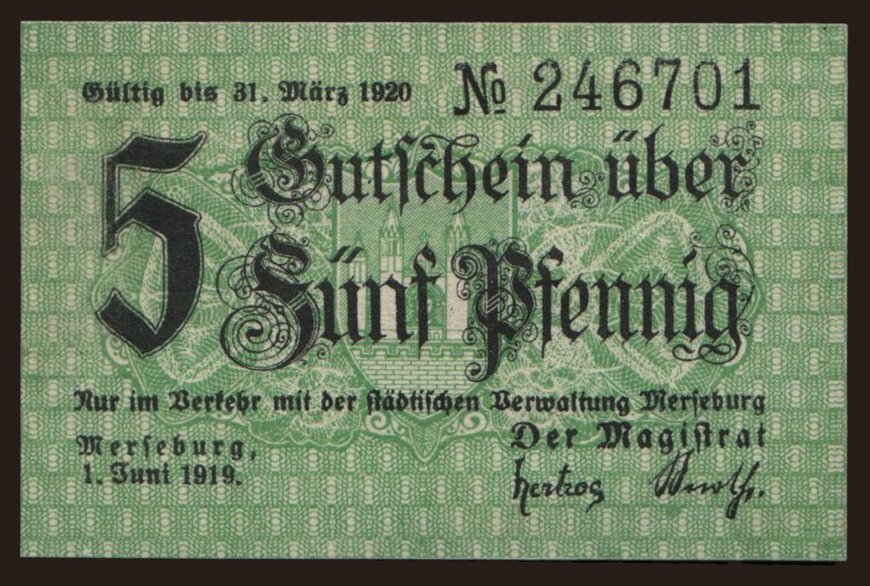 Gültig bis 31. März 1920 № 246701
5 Gutschein über
Fünf Pfennig
Nur im Verkehr mit der städtischen Verwaltung Merseburg
Merseburg,
1. Juni 1919.
Der Magistrat
Hertzog